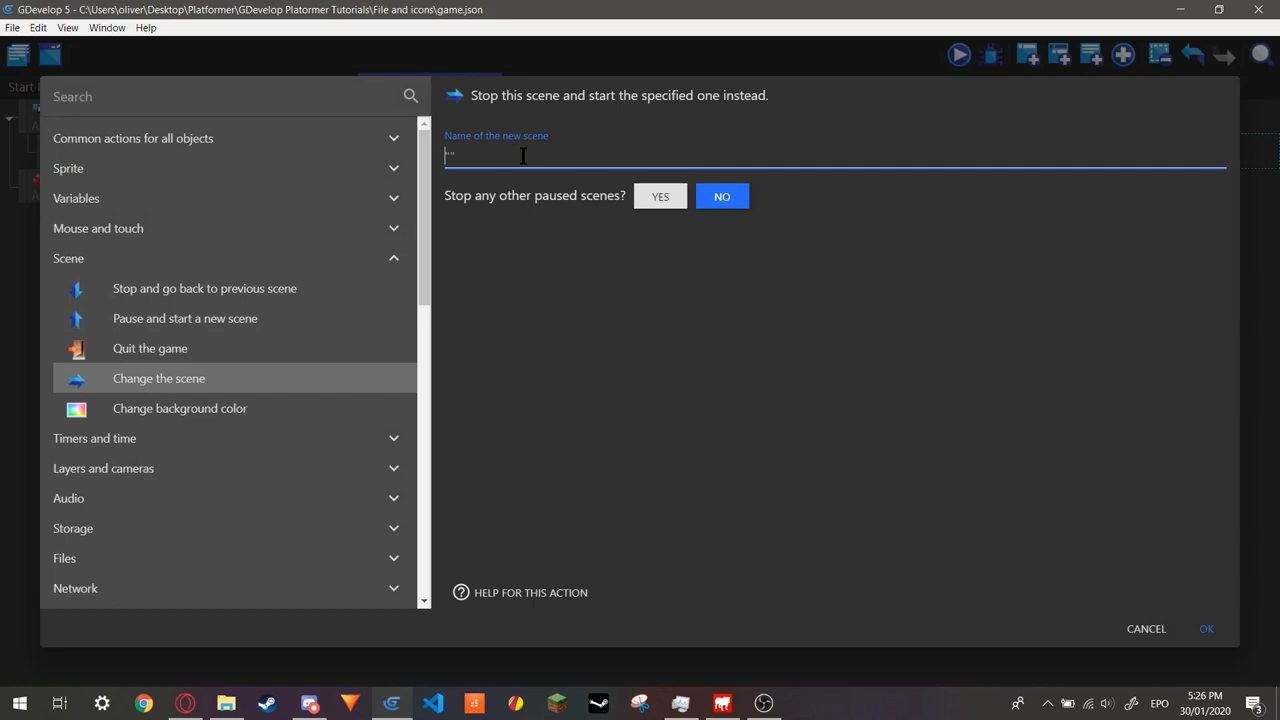 GDevelop 5 - C:\Users\oliver\Desktop\Platformer\GDevelop Platormer Tutorials\File and icons\game.json
File Edit View Window Help
Start
Search
Stop this scene and start the specified one instead.
Common actions for all objects
Name of the new scene
""
Sprite
Stop any other paused scenes? YES NO
Variables
Mouse and touch
Scene
Stop and go back to previous scene
Pause and start a new scene
Quit the game
Change the scene
Change background color
Timers and time
Layers and cameras
Audio
Storage
Files
Network
HELP FOR THIS ACTION
CANCEL OK
EPO
5:26 PM
30/01/2020
3